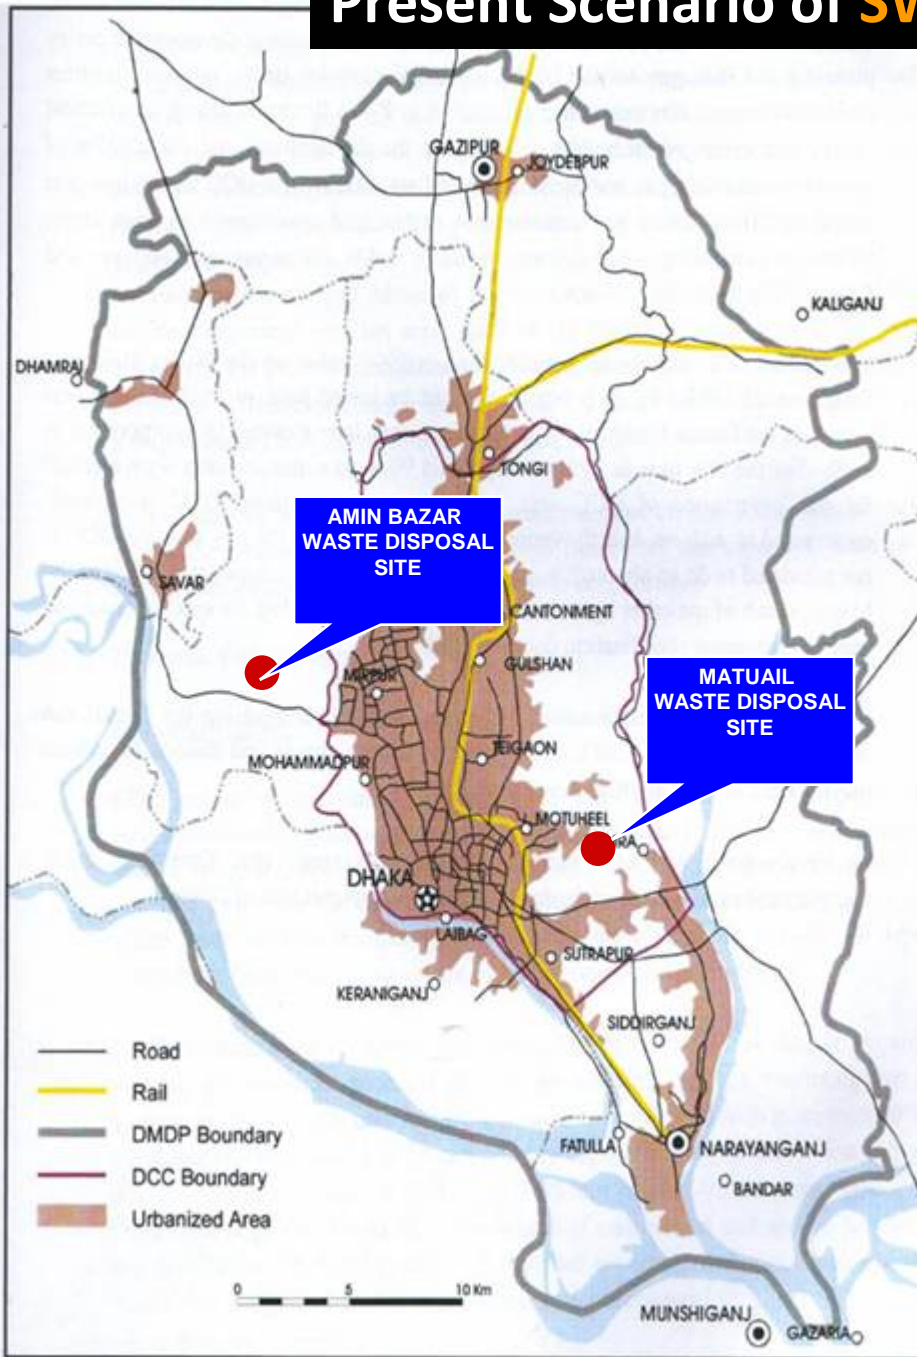 Present Scenario of
GAZIPUR
JOYDEBPUR
KALIGANJ
DHAMRAI
TONGI
AMIN BAZAR
WASTE DISPOSAL
SITE
SAVAR
CANTONMENT
GULSHAN
MIRPUR
MATUAIL
WASTE DISPOSAL
SITE
TEJGAON
MOHAMMADPUR
MOTIJHEEL
DHAKA
LALBAG
SUTRAPUR
KERANIGANJ
SIDDIRGANJ
Road
Rail
DMDP Boundary
FATULLA
NARAYANGANJ
DCC Boundary
BANDAR
Urbanized Area
0 5 10 Km
MUNSHIGANJ
GAZARIA